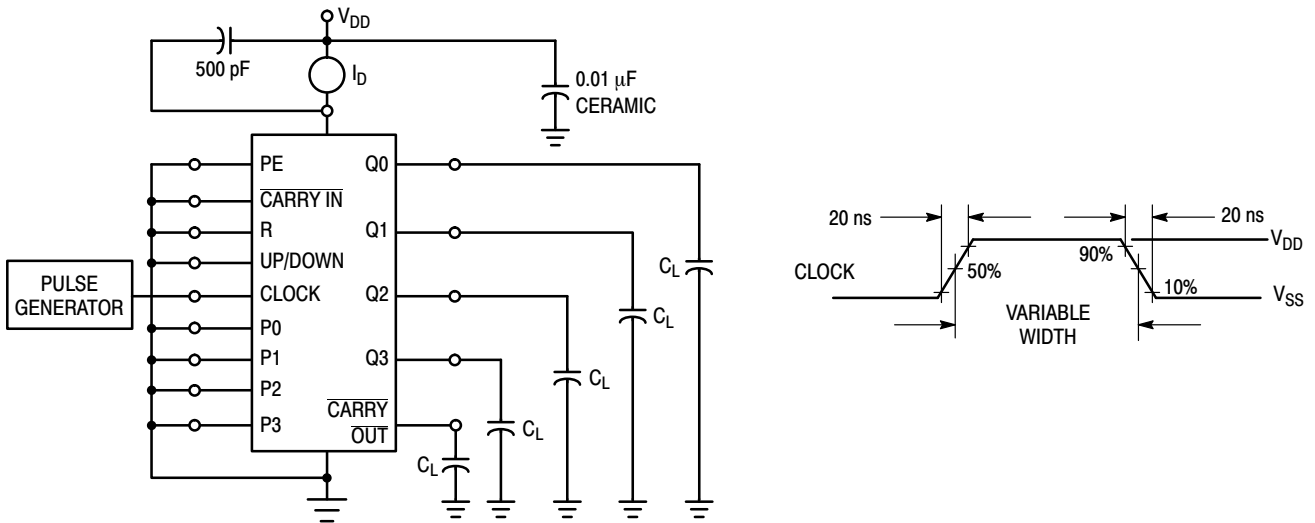 V_DD
500 pF
I_D
0.01 μF
CERAMIC
PE
CARRY IN
R
UP/DOWN
CLOCK
P0
P1
P2
P3
Q0
Q1
Q2
Q3
CARRY
OUT
PULSE
GENERATOR
C_L
C_L
C_L
C_L
C_L
20 ns
20 ns
CLOCK
50%
90%
10%
V_DD
V_SS
VARIABLE
WIDTH